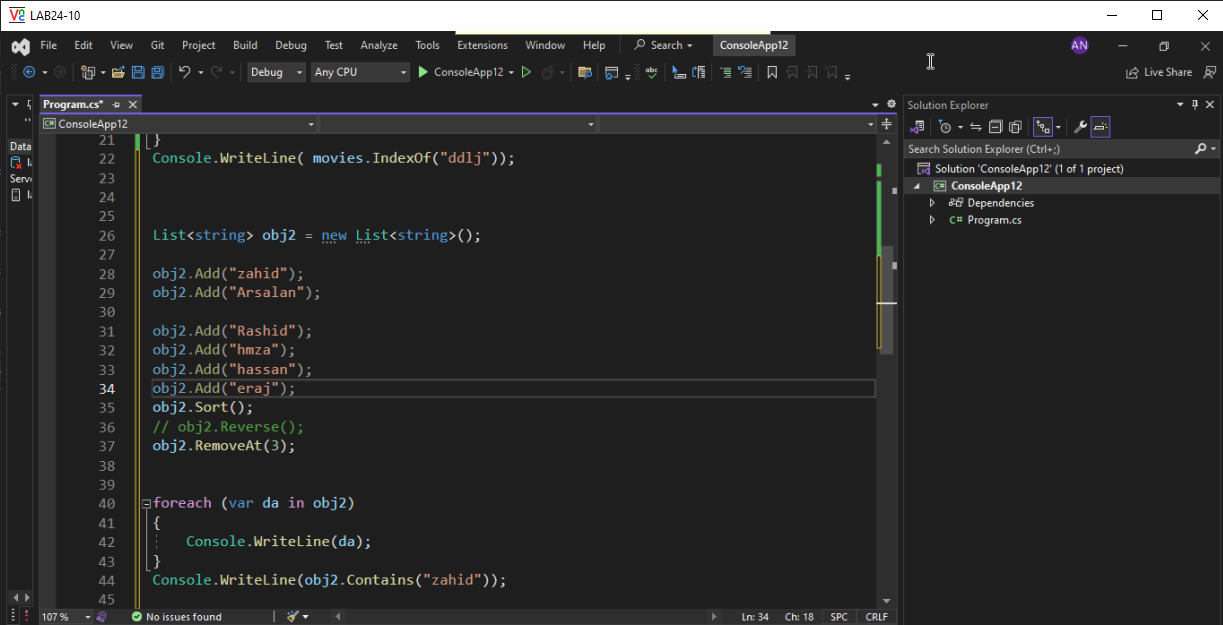 LAB24-10
File Edit View Git Project Build Debug Test Analyze Tools Extensions Window Help Search ConsoleApp12 AN
Debug Any CPU ConsoleApp12 Live Share
Program.cs*
Solution Explorer
ConsoleApp12
Search Solution Explorer (Ctrl+;)
Solution 'ConsoleApp12' (1 of 1 project)
ConsoleApp12
Dependencies
C# Program.cs
Data
Serv
21 }
22 Console.WriteLine( movies.IndexOf("ddlj"));
23
24
25
26 List<string> obj2 = new List<string>();
27
28 obj2.Add("zahid");
29 obj2.Add("Arsalan");
30
31 obj2.Add("Rashid");
32 obj2.Add("hmza");
33 obj2.Add("hassan");
34 obj2.Add("eraj");
35 obj2.Sort();
36 // obj2.Reverse();
37 obj2.RemoveAt(3);
38
39
40 foreach (var da in obj2)
41 {
42 Console.WriteLine(da);
43 }
44 Console.WriteLine(obj2.Contains("zahid"));
45
107 % No issues found Ln: 34 Ch: 18 SPC CRLF